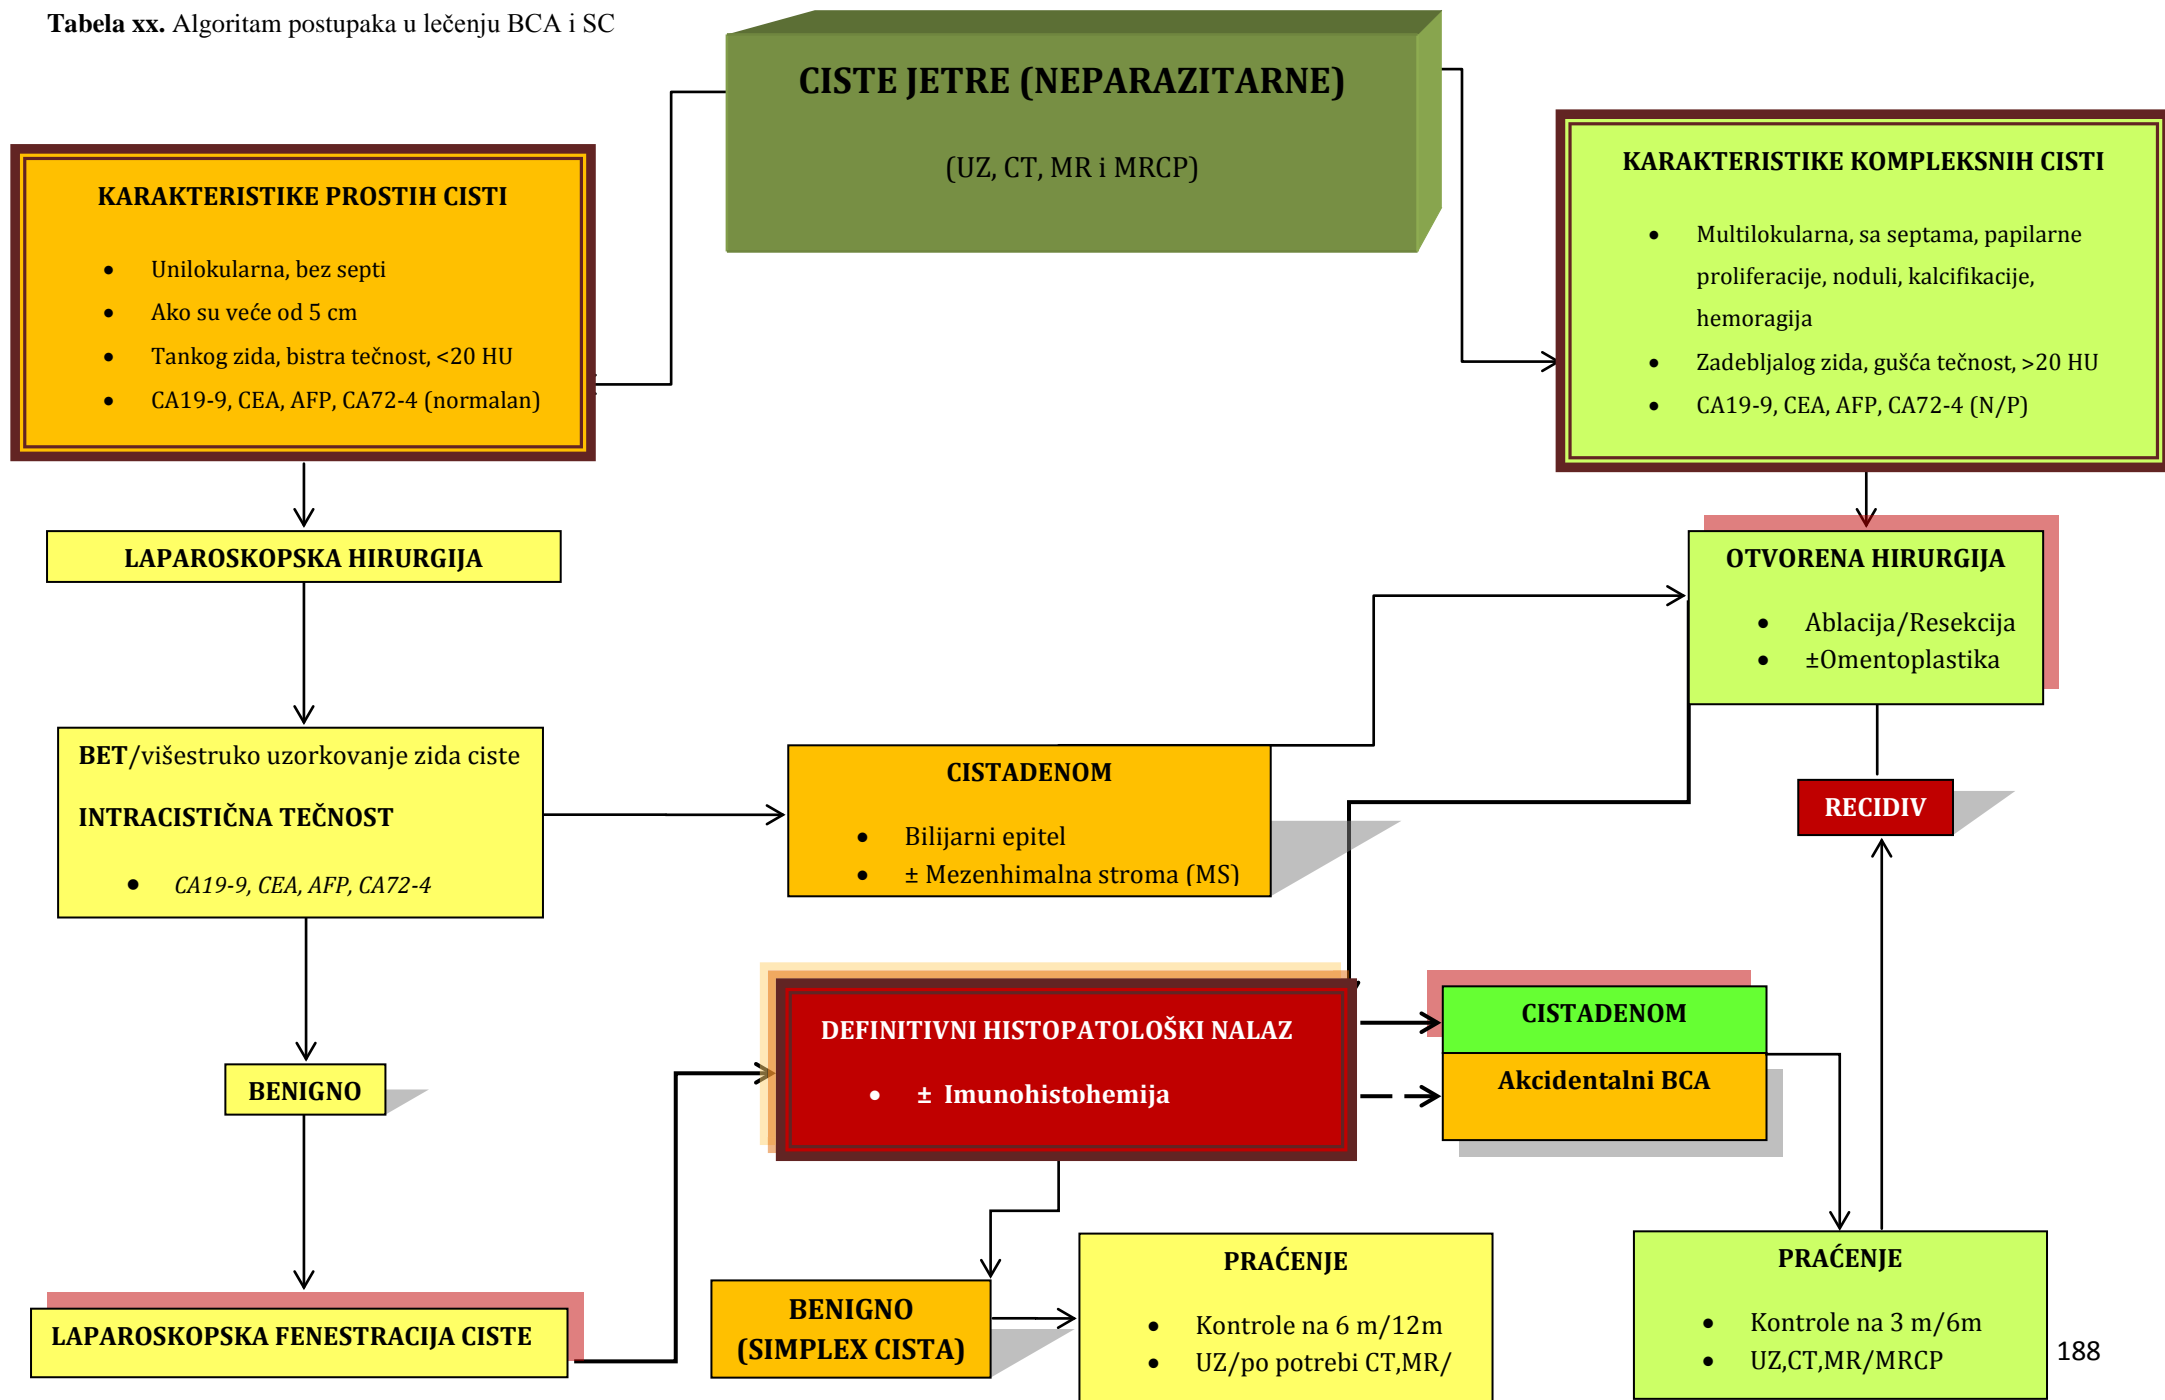 Tabela xx. Algoritam postupaka u lečenju BCA i SC
CISTE JETRE (NEPARAZITARNE)
(UZ, CT, MR i MRCP)
KARAKTERISTIKE PROSTIH CISTI
• Unilokularna, bez septi
• Ako su veće od 5 cm
• Tankog zida, bistra tečnost, <20 HU
• CA19-9, CEA, AFP, CA72-4 (normalan)
KARAKTERISTIKE KOMPLEKSNIH CISTI
• Multilokularna, sa septama, papilarne
proliferacije, noduli, kalcifikacije,
hemoragija
• Zadebljalog zida, gušća tečnost, >20 HU
• CA19-9, CEA, AFP, CA72-4 (N/P)
LAPAROSKOPSKA HIRURGIJA
OTVORENA HIRURGIJA
• Ablacija/Resekcija
• ±Omentoplastika
BET/višestruko uzorkovanje zida ciste
INTRACISTIČNA TEČNOST
• CA19-9, CEA, AFP, CA72-4
CISTADENOM
• Bilijarni epitel
• ± Mezenhimalna stroma (MS)
RECIDIV
DEFINITIVNI HISTOPATOLOŠKI NALAZ
• ± Imunohistohemija
CISTADENOM
Akcidentalni BCA
BENIGNO
LAPAROSKOPSKA FENESTRACIJA CISTE
BENIGNO
(SIMPLEX CISTA)
PRAĆENJE
• Kontrole na 6 m/12m
• UZ/po potrebi CT,MR/
PRAĆENJE
• Kontrole na 3 m/6m
• UZ,CT,MR/MRCP
188